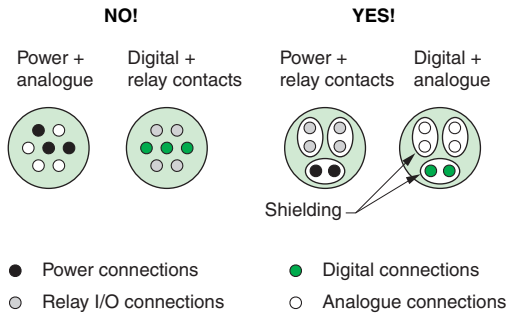 NO!
YES!
Power +
analogue
Digital +
relay contacts
Power +
relay contacts
Digital +
analogue
Shielding
Power connections
Digital connections
Relay I/O connections
Analogue connections